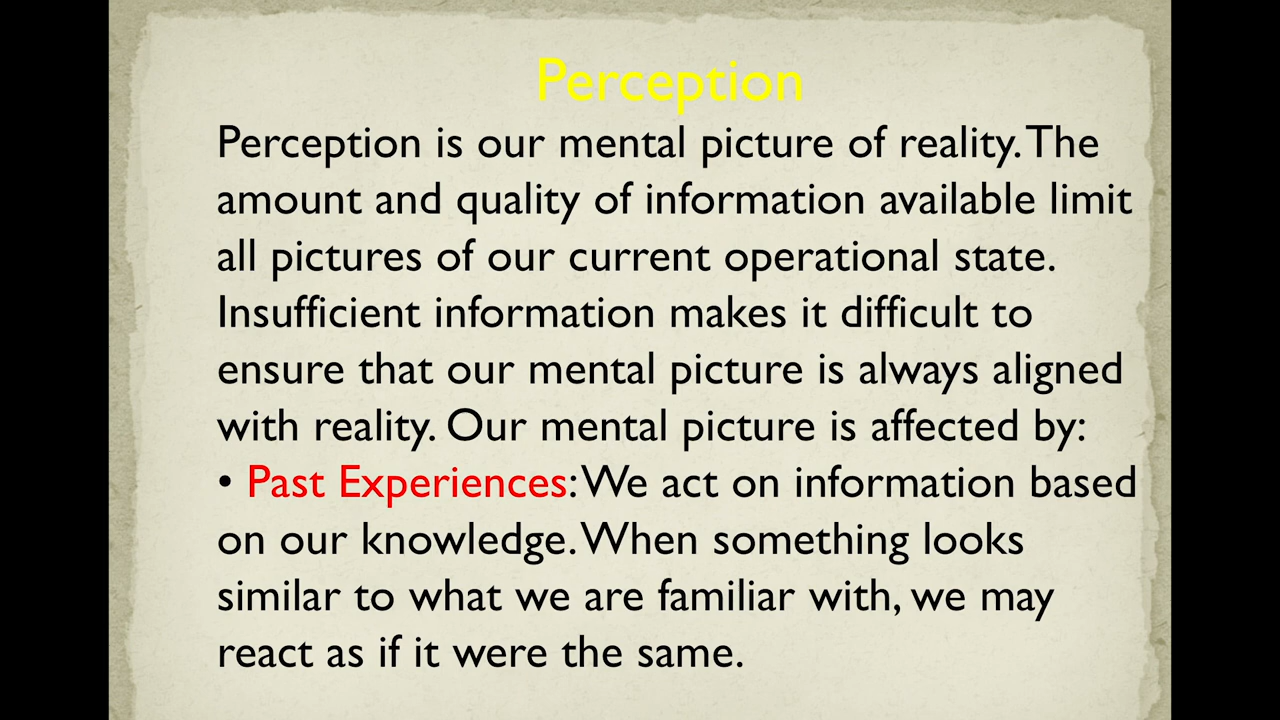 Perception
Perception is our mental picture of reality. The
amount and quality of information available limit
all pictures of our current operational state.
Insufficient information makes it difficult to
ensure that our mental picture is always aligned
with reality. Our mental picture is affected by:
• Past Experiences: We act on information based
on our knowledge. When something looks
similar to what we are familiar with, we may
react as if it were the same.